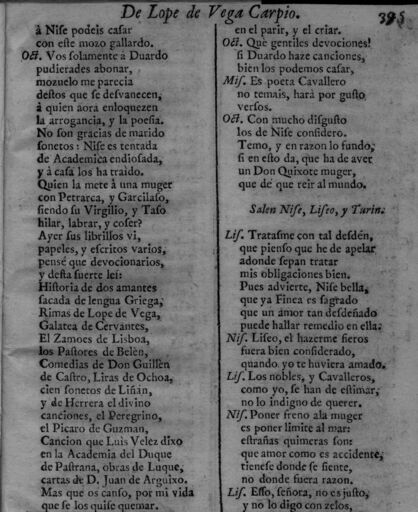 De Lope de Vega Carpio.
395
à Nise podeis casar
con este mozo gallardo.
Oct. Vos solamente à Duardo
pudierades abonar,
mozuelo me parecia
destos que se desvanecen,
à quien aora enloquezen
la arrogancia, y la poesia.
No son gracias de marido
sonetos: Nise es tentada
de Academica endiosada,
y à casa los ha traido.
Quien la mete à una muger
con Petrarca, y Garcilaso,
siendo su Virgilio, y Taso
hilar, labrar, y coser?
Ayer sus librillos vi,
papeles, y escritos varios,
pensè que devocionarios,
y desta suerte leì:
Historia de dos amantes
sacada de lengua Griega,
Rimas de Lope de Vega,
Galatea de Cervantes,
El Zamoes de Lisboa,
los Pastores de Belèn,
Comedias de Don Guillèn
de Castro, Liras de Ochoa,
cien sonetos de Liñàn,
y de Herrera el divino
canciones, el Peregrino,
el Picaro de Guzman,
Cancion que Luis Velez dixo
en la Academia del Duque
de Pastrana, obras de Luque,
cartas de D. Juan de Arguixo.
Mas que os canso, por mi vida
que se los quise quemar.
en el parir, y el criar.
Oct. Què gentiles devociones!
si Duardo haze canciones,
bien los podemos casar,
Mis. Es poeta Cavallero
no temais, harà por gusto
versos.
Oct. Con mucho disgusto
los de Nise considero.
Temo, y en razon lo fundo,
si en esto da, que ha de aver
un Don Quixote muger,
que dé que reir al mundo.
Salen Nise, Liseo, y Turin.
Lis. Tratasme con tal desdèn,
que pienso que he de apelar
adonde sepan tratar
mis obligaciones bien.
Pues advierte, Nise bella,
que ya Finea es sagrado
que un amor tan desdeñado
puede hallar remedio en ella.
Nis. Liseo, el hazerme fieros
fuera bien considerado,
quando yo te huviera amado.
Lis. Los nobles, y Cavalleros,
como yo, se han de estimar,
no lo indigno de querer.
Nis. Poner freno ala muger
es poner limite al mar:
estrañas quimeras son:
que amor como es accidente,
tienese donde se siente,
no donde fuera razon.
Lis. Esso, señora, no es justo,
y no lo digo con zelos,